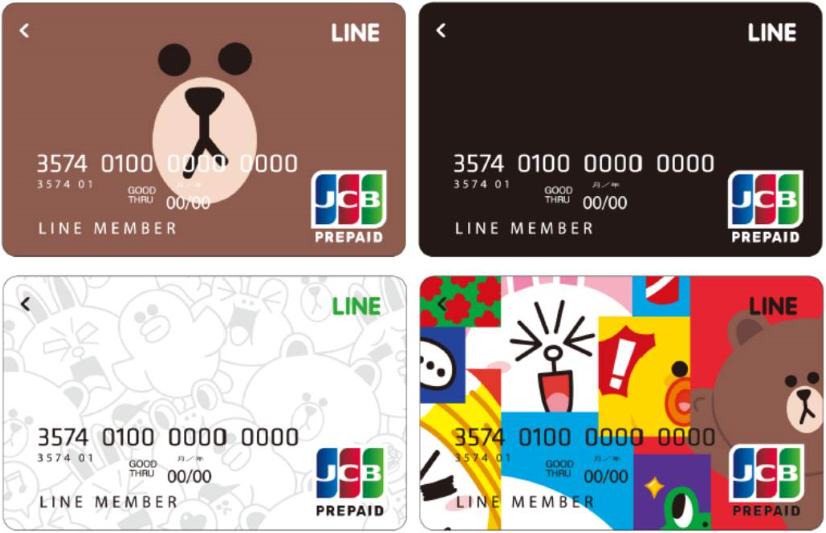 LINE
3574 0100 0000 0000
3574 01
GOOD THRU
月／年
00/00
LINE MEMBER
JCB
PREPAID
LINE
3574 0100 0000 0000
3574 01
GOOD THRU
月／年
00/00
LINE MEMBER
JCB
PREPAID
LINE
3574 0100 0000 0000
3574 01
GOOD THRU
月／年
00/00
LINE MEMBER
JCB
PREPAID
LINE
3574 0100 0000 0000
3574 01
GOOD THRU
月／年
00/00
LINE MEMBER
JCB
PREPAID